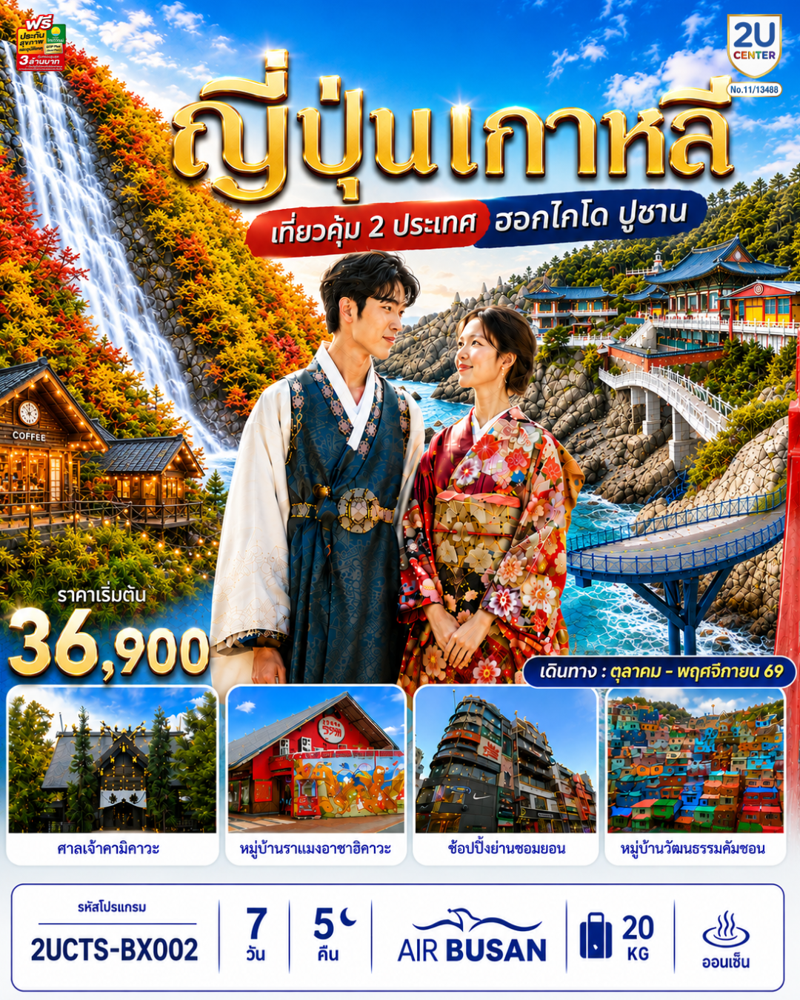 ฟรี
ประกัน
สุขภาพ
และอุบัติเหตุ
3 ล้านบาท
2U
CENTER
No.11/13488
ญี่ปุ่น เกาหลี
เที่ยวคุ้ม 2 ประเทศ ฮอกไกโด ปูซาน
COFFEE
ราคาเริ่มต้น
36,900
เดินทาง : ตุลาคม - พฤศจิกายน 69
ศาลเจ้าคามิคาวะ
หมู่บ้านราเมงอาซาฮิคาวะ
ช้อปปิ้งย่านซอมยอน
หมู่บ้านวัฒนธรรมคัมชอน
รหัสโปรแกรม
2UCTS-BX002
7
วัน
5
คืน
AIR BUSAN
20
KG
ออนเซ็น